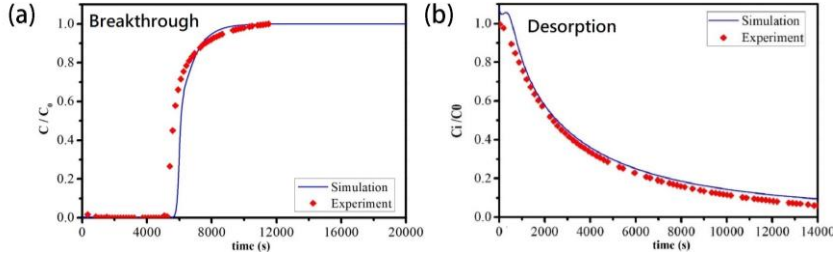 (a)
Breakthrough
C / C₀
1.0
0.8
0.6
0.4
0.2
0.0
Simulation
Experiment
0 4000 8000 12000 16000 20000
time (s)
(b)
Desorption
Ci /C0
1.0
0.8
0.6
0.4
0.2
0.0
Simulation
Experiment
0 2000 4000 6000 8000 10000 12000 14000
time (s)